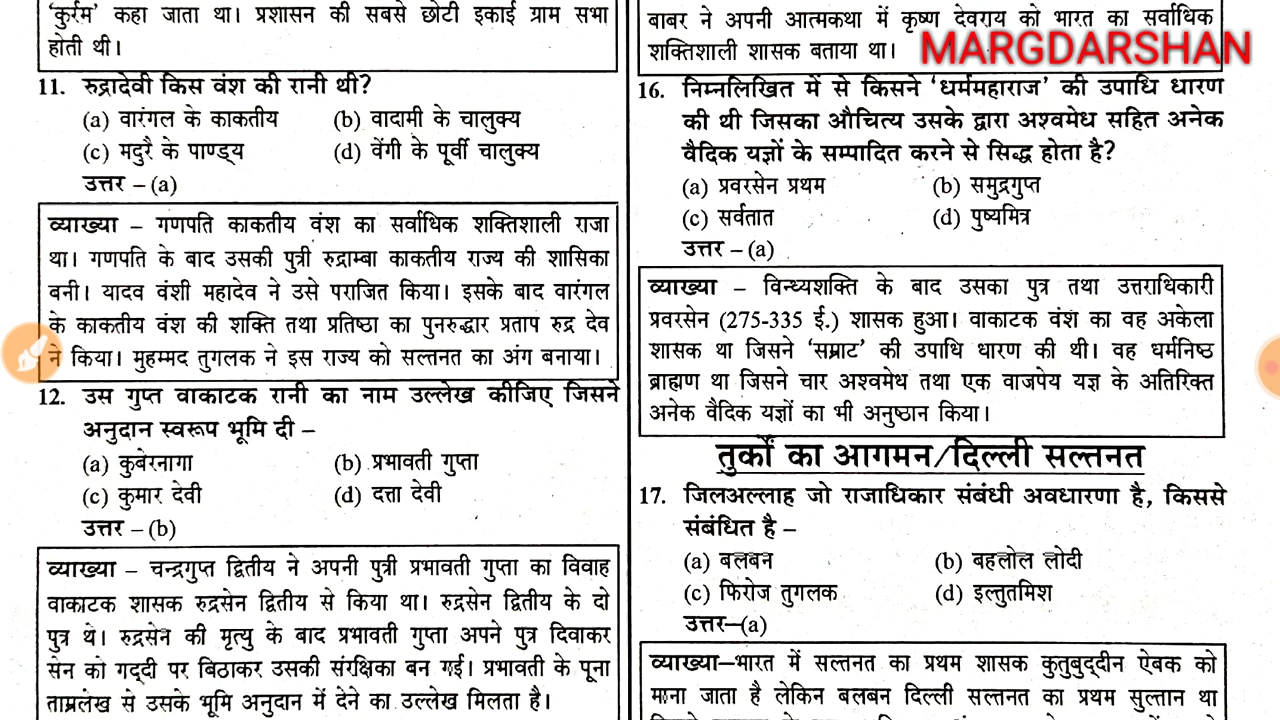 'कुर्रम' कहा जाता था। प्रशासन की सबसे छोटी इकाई ग्राम सभा
होती थी।
11. रुद्रादेवी किस वंश की रानी थी?
(a) वारंगल के काकतीय (b) वादामी के चालुक्य
(c) मदुरै के पाण्ड्य (d) वेंगी के पूर्वी चालुक्य
उत्तर – (a)
व्याख्या – गणपति काकतीय वंश का सर्वाधिक शक्तिशाली राजा
था। गणपति के बाद उसकी पुत्री रुद्राम्बा काकतीय राज्य की शासिका
बनी। यादव वंशी महादेव ने उसे पराजित किया। इसके बाद वारंगल
के काकतीय वंश की शक्ति तथा प्रतिष्ठा का पुनरुद्धार प्रताप रुद्र देव
ने किया। मुहम्मद तुगलक ने इस राज्य को सल्तनत का अंग बनाया।
12. उस गुप्त वाकाटक रानी का नाम उल्लेख कीजिए जिसने
अनुदान स्वरूप भूमि दी –
(a) कुबेरनागा (b) प्रभावती गुप्ता
(c) कुमार देवी (d) दत्ता देवी
उत्तर – (b)
व्याख्या – चन्द्रगुप्त द्वितीय ने अपनी पुत्री प्रभावती गुप्ता का विवाह
वाकाटक शासक रुद्रसेन द्वितीय से किया था। रुद्रसेन द्वितीय के दो
पुत्र थे। रुद्रसेन की मृत्यु के बाद प्रभावती गुप्ता अपने पुत्र दिवाकर
सेन को गद्दी पर बिठाकर उसकी संरक्षिका बन गई। प्रभावती के पूना
ताम्रलेख से उसके भूमि अनुदान में देने का उल्लेख मिलता है।
बाबर ने अपनी आत्मकथा में कृष्ण देवराय को भारत का सर्वाधिक
शक्तिशाली शासक बताया था।
MARGDARSHAN
16. निम्नलिखित में से किसने 'धर्ममहाराज' की उपाधि धारण
की थी जिसका औचित्य उसके द्वारा अश्वमेध सहित अनेक
वैदिक यज्ञों के सम्पादित करने से सिद्ध होता है?
(a) प्रवरसेन प्रथम (b) समुद्रगुप्त
(c) सर्वतात (d) पुष्यमित्र
उत्तर – (a)
व्याख्या – विन्ध्यशक्ति के बाद उसका पुत्र तथा उत्तराधिकारी
प्रवरसेन (275-335 ई.) शासक हुआ। वाकाटक वंश का वह अकेला
शासक था जिसने 'सम्राट' की उपाधि धारण की थी। वह धर्मनिष्ठ
ब्राह्मण था जिसने चार अश्वमेध तथा एक वाजपेय यज्ञ के अतिरिक्त
अनेक वैदिक यज्ञों का भी अनुष्ठान किया।
तुर्कों का आगमन/दिल्ली सल्तनत
17. जिलअल्लाह जो राजाधिकार संबंधी अवधारणा है, किससे
संबंधित है –
(a) बलबन (b) बहलोल लोदी
(c) फिरोज तुगलक (d) इल्तुतमिश
उत्तर–(a)
व्याख्या–भारत में सल्तनत का प्रथम शासक कुतुबुद्दीन ऐबक को
माना जाता है लेकिन बलबन दिल्ली सल्तनत का प्रथम सुल्तान था